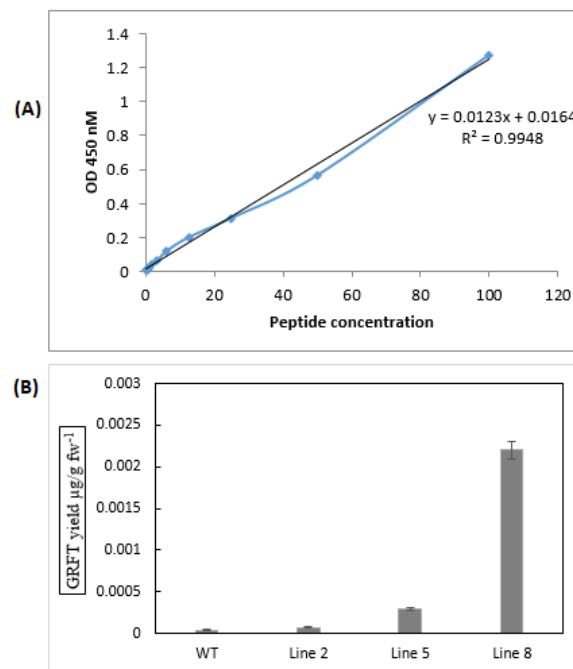 (A)
1.4
1.2
1
0.8
0.6
0.4
0.2
0
OD 450 nM
y = 0.0123x + 0.0164
R² = 0.9948
0 20 40 60 80 100 120
Peptide concentration
(B)
0.003
0.0025
0.002
0.0015
0.001
0.0005
0
GRFT yield µg/g fw⁻¹
WT Line 2 Line 5 Line 8